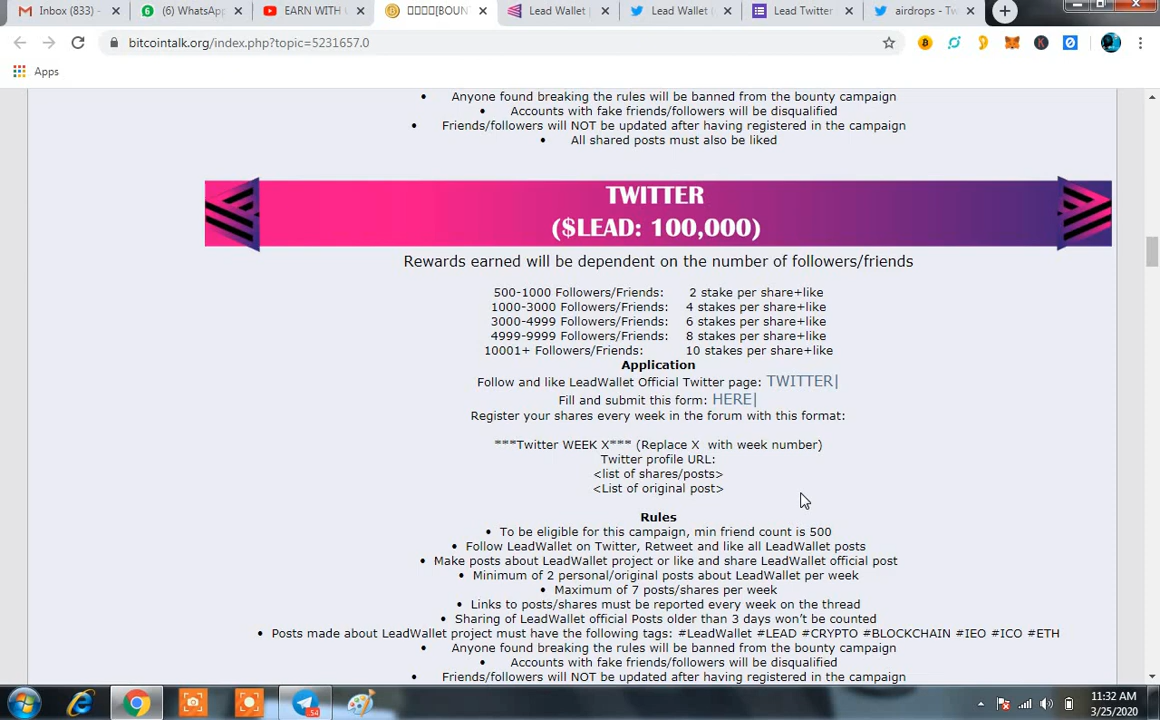 Inbox (833) -
(6) WhatsApp
EARN WITH
[BOUN
Lead Wallet
Lead Wallet
Lead Twitter
airdrops - Tw
bitcointalk.org/index.php?topic=5231657.0
Apps
• Anyone found breaking the rules will be banned from the bounty campaign
• Accounts with fake friends/followers will be disqualified
• Friends/followers will NOT be updated after having registered in the campaign
• All shared posts must also be liked
TWITTER
($LEAD: 100,000)
Rewards earned will be dependent on the number of followers/friends
500-1000 Followers/Friends: 2 stake per share+like
1000-3000 Followers/Friends: 4 stakes per share+like
3000-4999 Followers/Friends: 6 stakes per share+like
4999-9999 Followers/Friends: 8 stakes per share+like
10001+ Followers/Friends: 10 stakes per share+like
Application
Follow and like LeadWallet Official Twitter page: TWITTER|
Fill and submit this form: HERE|
Register your shares every week in the forum with this format:
***Twitter WEEK X*** (Replace X with week number)
Twitter profile URL:
<list of shares/posts>
<List of original post>
Rules
• To be eligible for this campaign, min friend count is 500
• Follow LeadWallet on Twitter, Retweet and like all LeadWallet posts
• Make posts about LeadWallet project or like and share LeadWallet official post
• Minimum of 2 personal/original posts about LeadWallet per week
• Maximum of 7 posts/shares per week
• Links to posts/shares must be reported every week on the thread
• Sharing of LeadWallet official Posts older than 3 days won't be counted
• Posts made about LeadWallet project must have the following tags: #LeadWallet #LEAD #CRYPTO #BLOCKCHAIN #IEO #ICO #ETH
• Anyone found breaking the rules will be banned from the bounty campaign
• Accounts with fake friends/followers will be disqualified
• Friends/followers will NOT be updated after having registered in the campaign
54
11:32 AM
3/25/2020